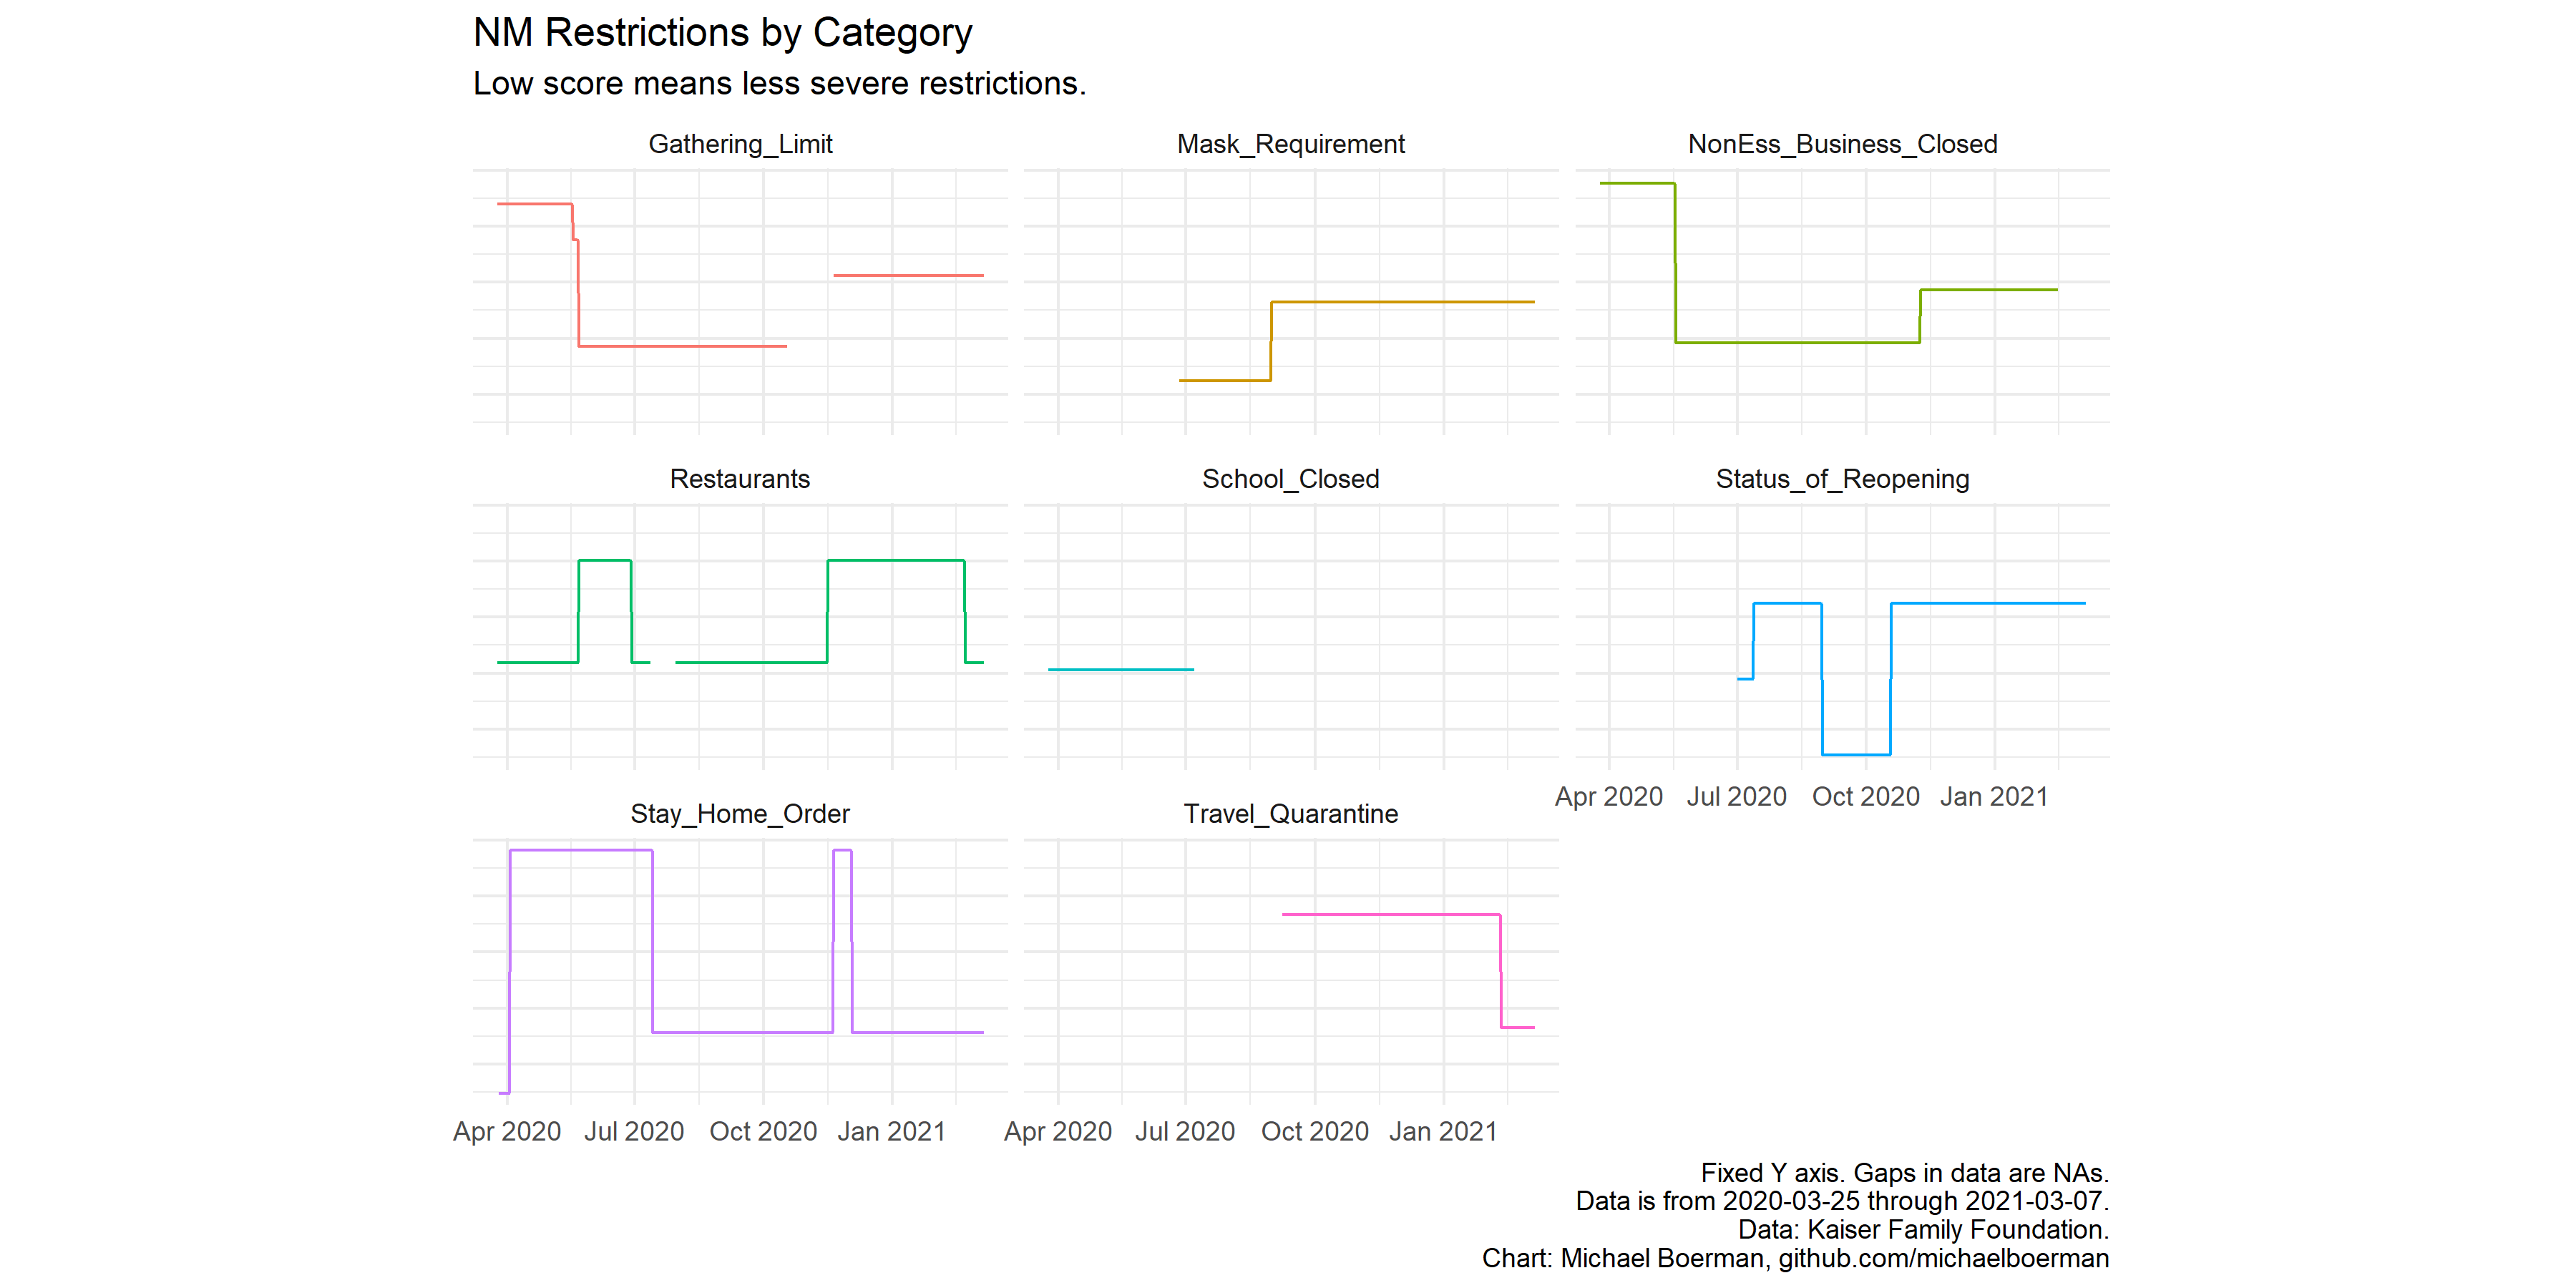 NM Restrictions by Category
Low score means less severe restrictions.
Gathering_Limit
Mask_Requirement
NonEss_Business_Closed
Restaurants
School_Closed
Status_of_Reopening
Apr 2020 Jul 2020 Oct 2020 Jan 2021
Stay_Home_Order
Travel_Quarantine
Apr 2020 Jul 2020 Oct 2020 Jan 2021
Apr 2020 Jul 2020 Oct 2020 Jan 2021
Fixed Y axis. Gaps in data are NAs.
Data is from 2020-03-25 through 2021-03-07.
Data: Kaiser Family Foundation.
Chart: Michael Boerman, github.com/michaelboerman